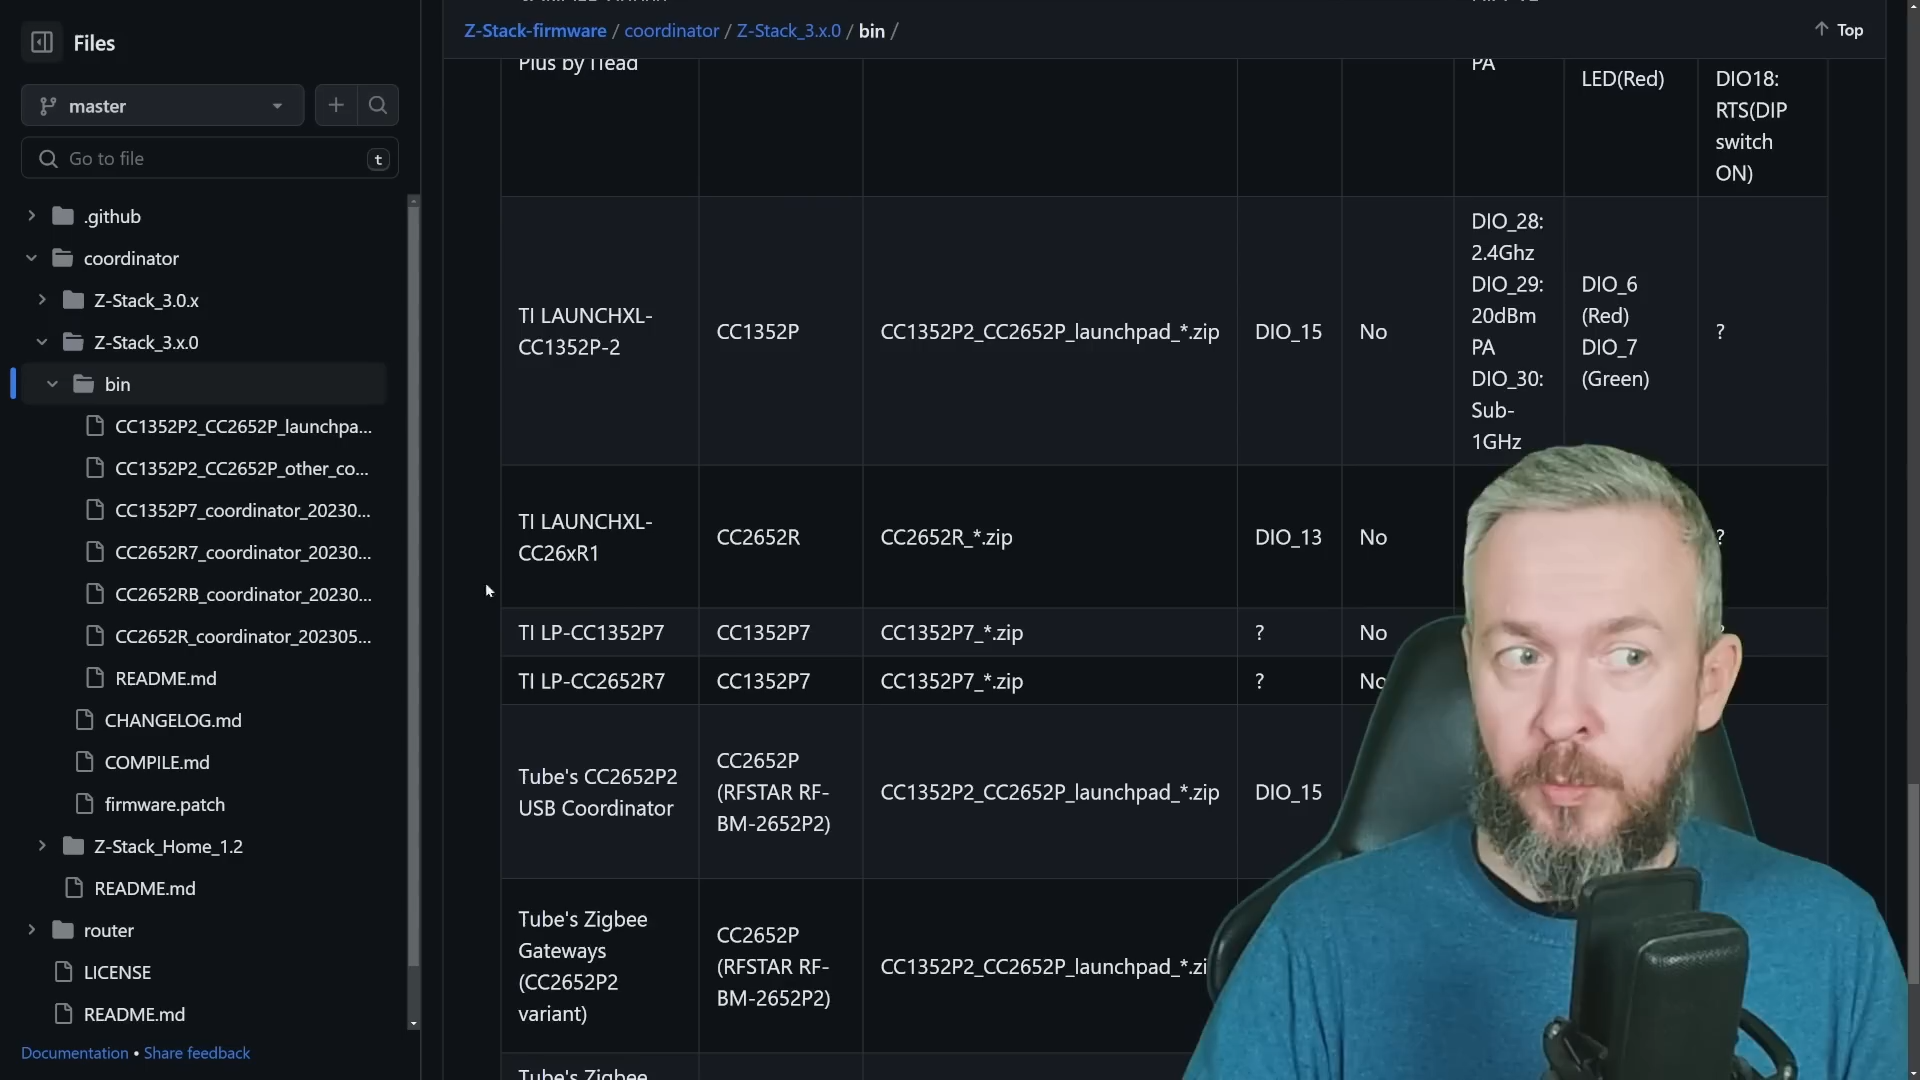 Files
master
Go to file
t
.github
coordinator
Z-Stack_3.0.x
Z-Stack_3.x.0
bin
CC1352P2_CC2652P_launchpa...
CC1352P2_CC2652P_other_co...
CC1352P7_coordinator_20230...
CC2652R7_coordinator_20230...
CC2652RB_coordinator_20230...
CC2652R_coordinator_202305...
README.md
CHANGELOG.md
COMPILE.md
firmware.patch
Z-Stack_Home_1.2
README.md
router
LICENSE
README.md
Documentation • Share feedback
Z-Stack-firmware / coordinator / Z-Stack_3.x.0 / bin /
Top
Plus by
PA
LED(Red)
DIO18:
RTS(DIP
switch
ON)
TI LAUNCHXL-
CC1352P-2
CC1352P
CC1352P2_CC2652P_launchpad_*.zip
DIO_15
No
DIO_28:
2.4Ghz
DIO_29:
20dBm
PA
DIO_30:
Sub-
1GHz
DIO_6
(Red)
DIO_7
(Green)
?
TI LAUNCHXL-
CC26xR1
CC2652R
CC2652R_*.zip
DIO_13
No
?
TI LP-CC1352P7
CC1352P7
CC1352P7_*.zip
?
No
TI LP-CC2652R7
CC1352P7
CC1352P7_*.zip
?
No
Tube's CC2652P2
USB Coordinator
CC2652P
(RFSTAR RF-
BM-2652P2)
CC1352P2_CC2652P_launchpad_*.zip
DIO_15
Tube's Zigbee
Gateways
(CC2652P2
variant)
CC2652P
(RFSTAR RF-
BM-2652P2)
CC1352P2_CC2652P_launchpad_*.zi
Tube's Zigbee